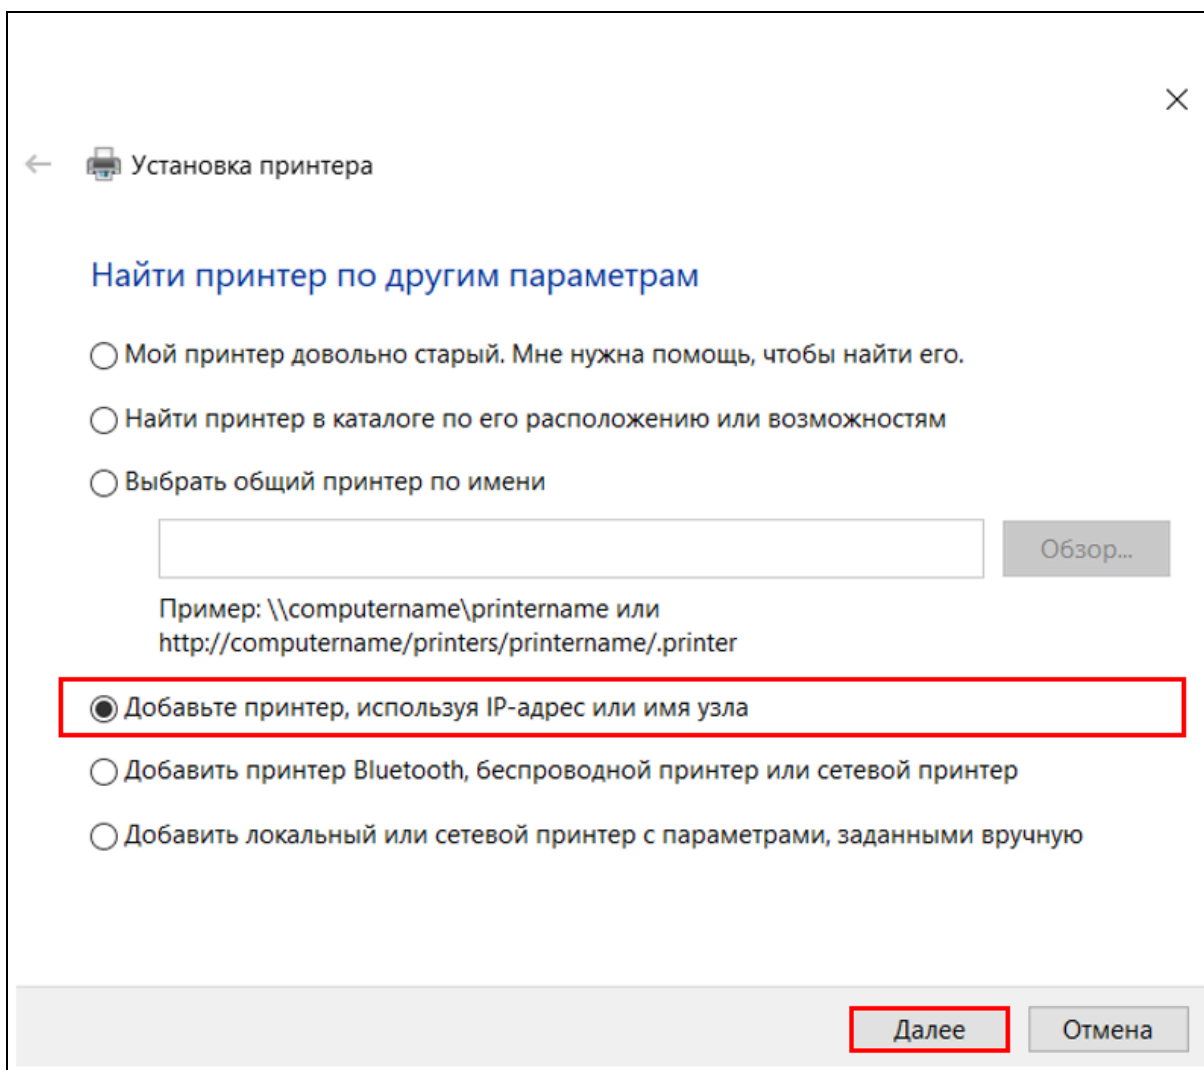 Установка принтера
Найти принтер по другим параметрам
Мой принтер довольно старый. Мне нужна помощь, чтобы найти его.
Найти принтер в каталоге по его расположению или возможностям
Выбрать общий принтер по имени
Обзор...
Пример: \\computername\printername или
http://computername/printers/printername/.printer
Добавьте принтер, используя IP-адрес или имя узла
Добавить принтер Bluetooth, беспроводной принтер или сетевой принтер
Добавить локальный или сетевой принтер с параметрами, заданными вручную
Далее
Отмена